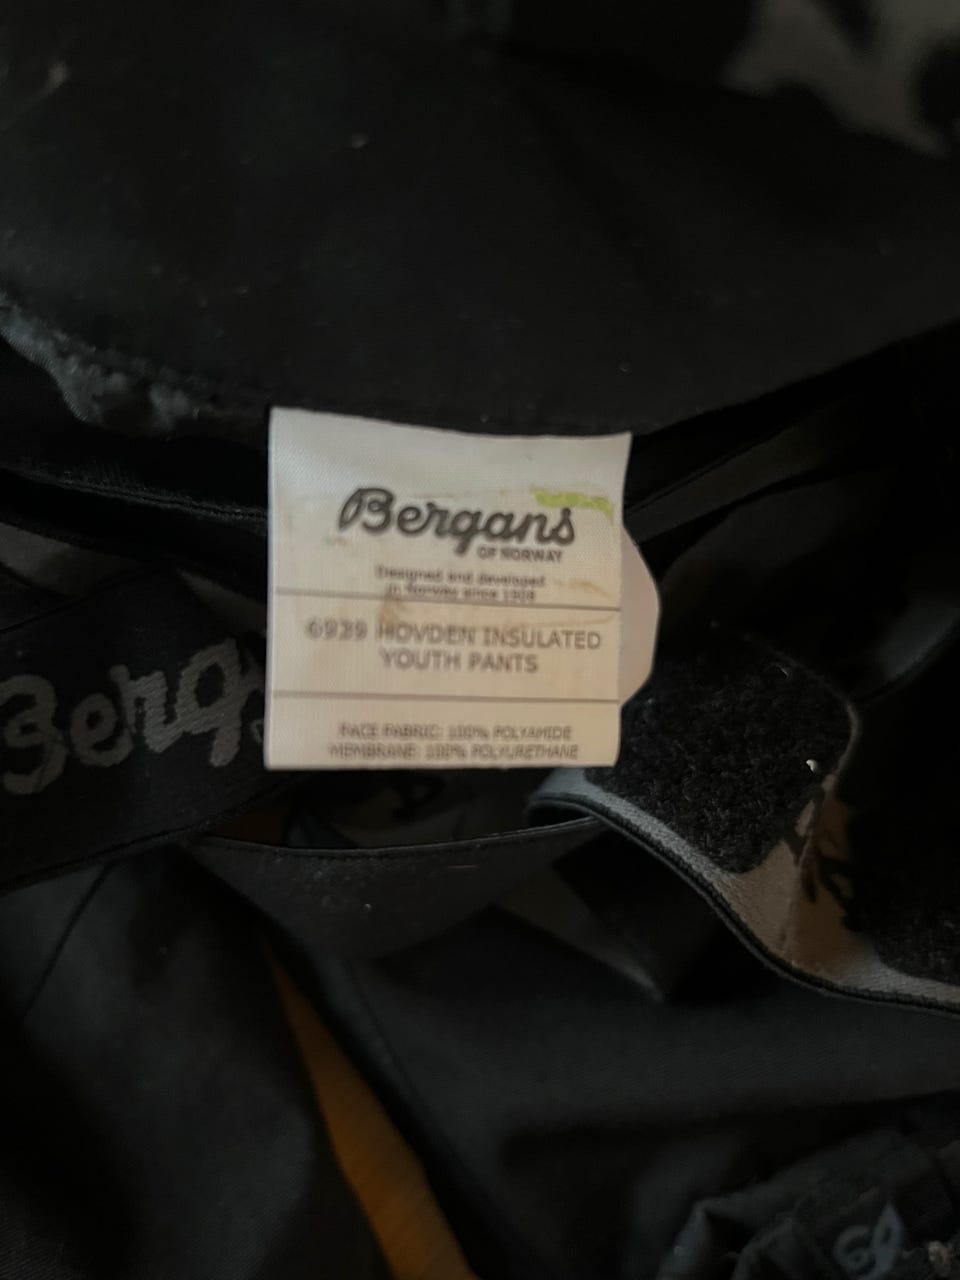 Bergans
OF NORWAY
Designed and developed
in Norway since 1908
6939 HOVDEN INSULATED
YOUTH PANTS
FACE FABRIC: 100% POLYAMIDE
MEMBRANE: 100% POLYURETHANE
Berga